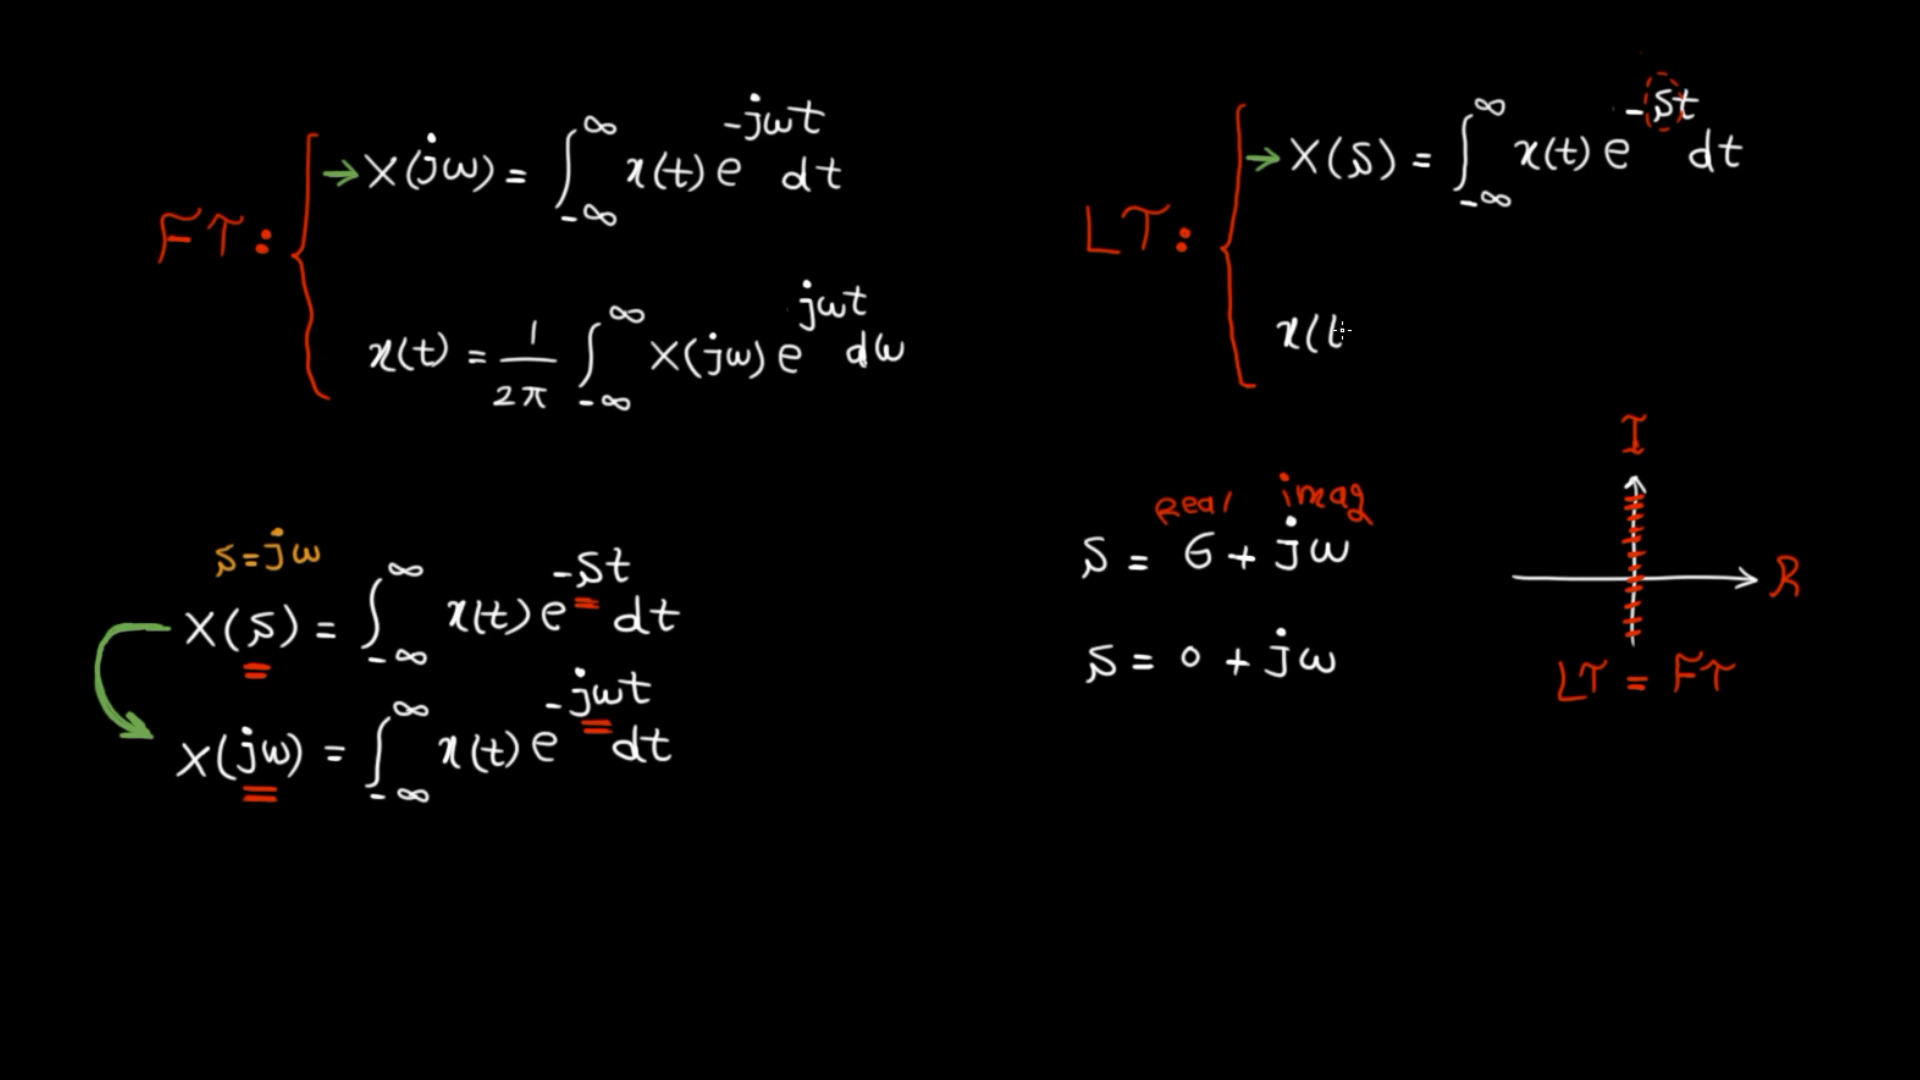 FT:
→ X(jω) = ∫_{-∞}^{∞} x(t) e^{-jωt} dt
x(t) = 1/2π ∫_{-∞}^{∞} X(jω) e^{jωt} dω
LT:
→ X(s) = ∫_{-∞}^{∞} x(t) e^{-st} dt
x(t
s=jω
X(s) = ∫_{-∞}^{∞} x(t) e^{-st} dt
X(jω) = ∫_{-∞}^{∞} x(t) e^{-jωt} dt
Real imag
s = σ + jω
s = 0 + jω
I
R
LT = FT